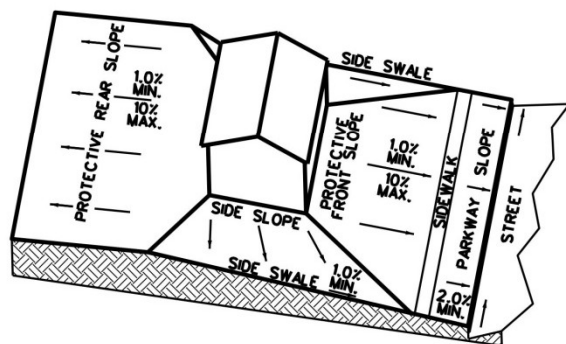 SIDE SWALE
PROTECTIVE REAR SLOPE
1.0%
MIN.
10%
MAX.
PROTECTIVE
FRONT SLOPE
1.0%
MIN.
10%
MAX.
SIDEWALK
PARKWAY SLOPE
STREET
SIDE SLOPE
SIDE SWALE
1.0%
MIN.
2.0%
MIN.